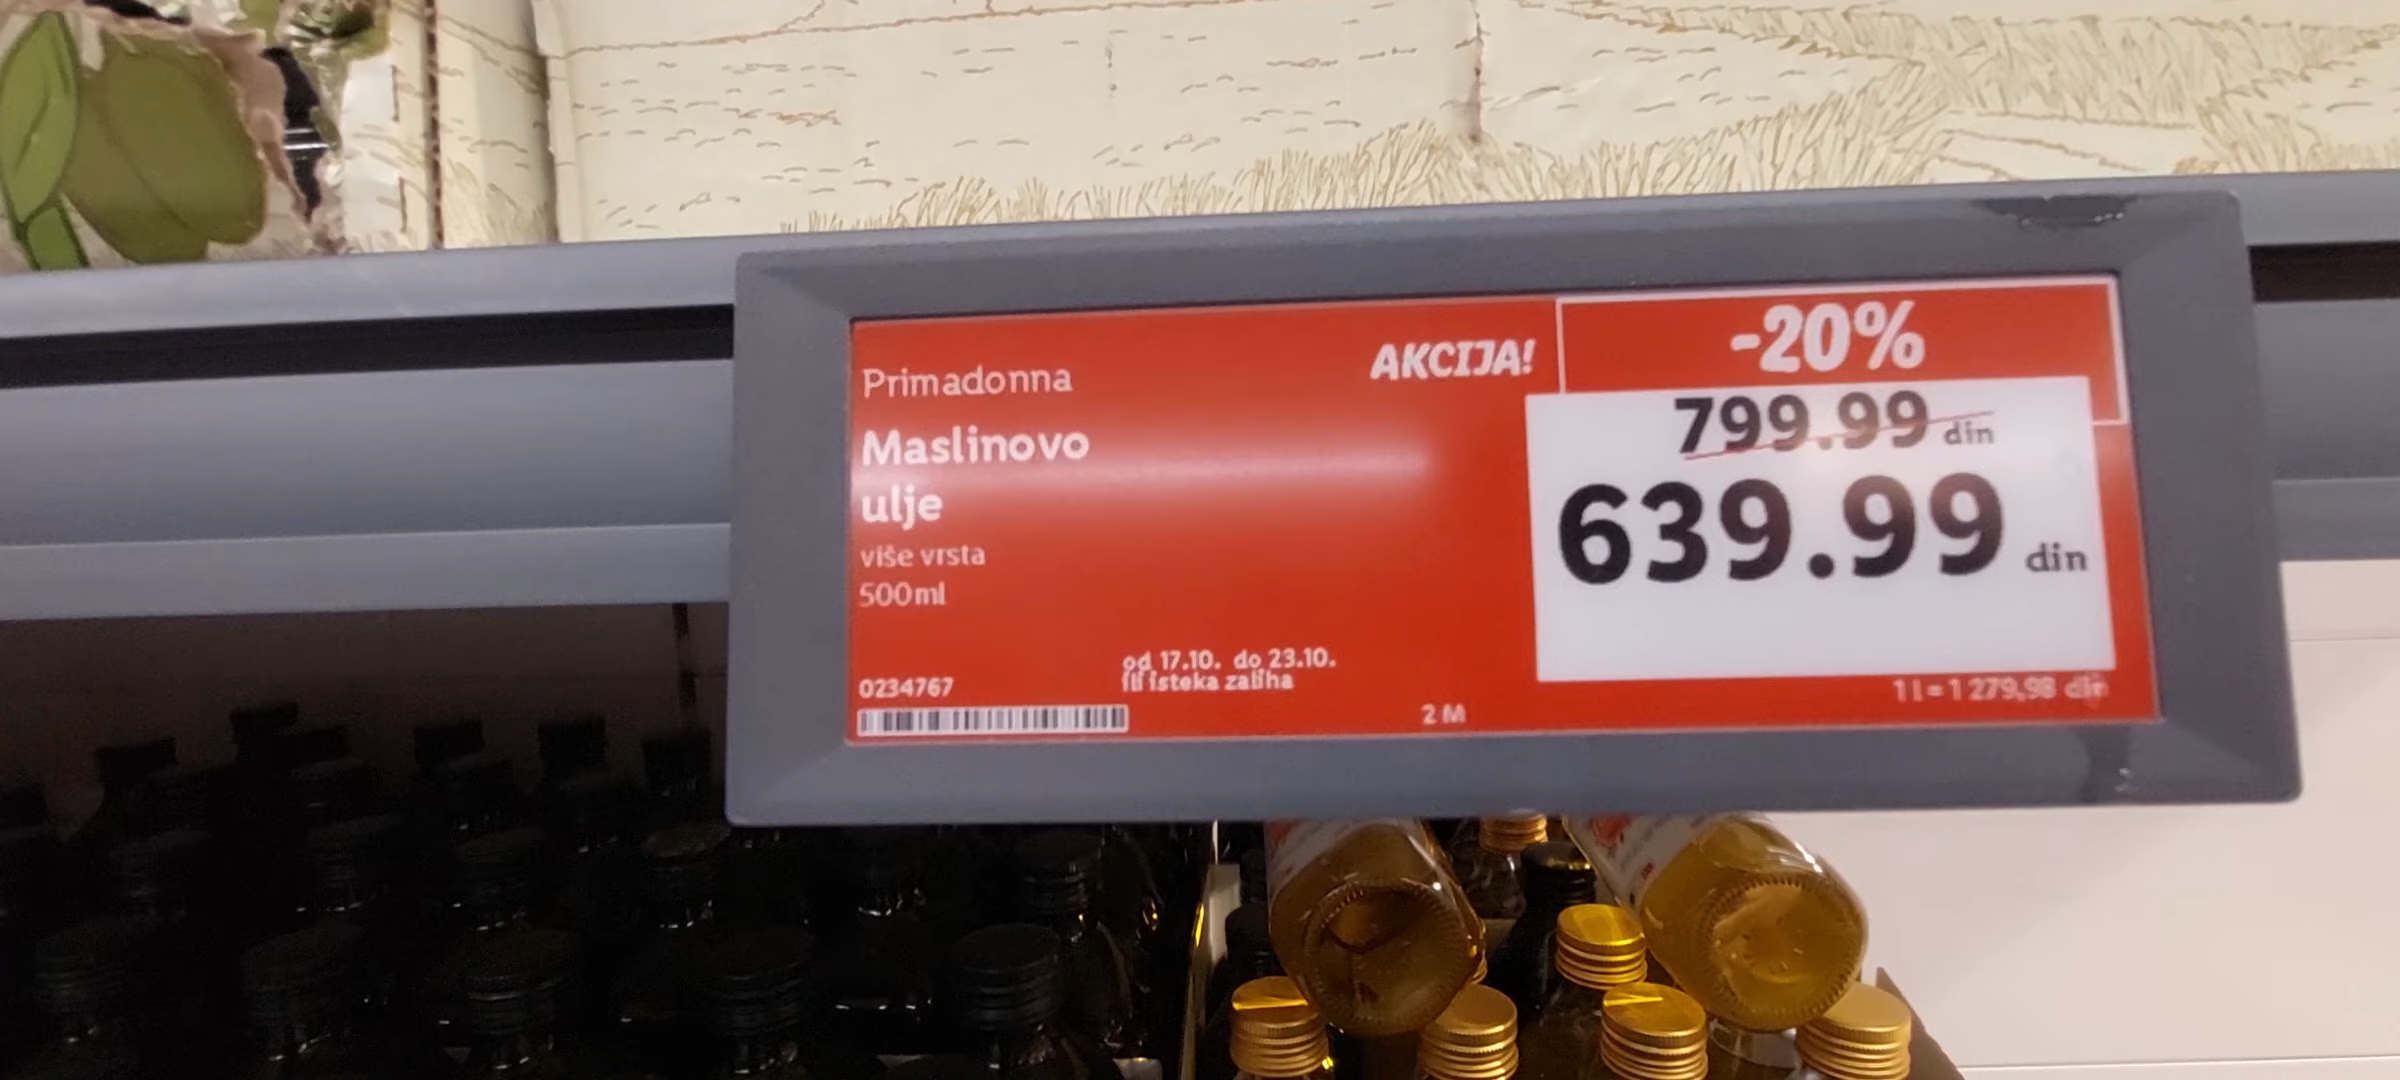 Primadonna
AKCIJA!
-20%
Maslinovo
ulje
više vrsta
500ml
799.99 din
639.99 din
od 17.10. do 23.10.
ili isteka zaliha
0234767
2 M
1 l = 1 279,98 din